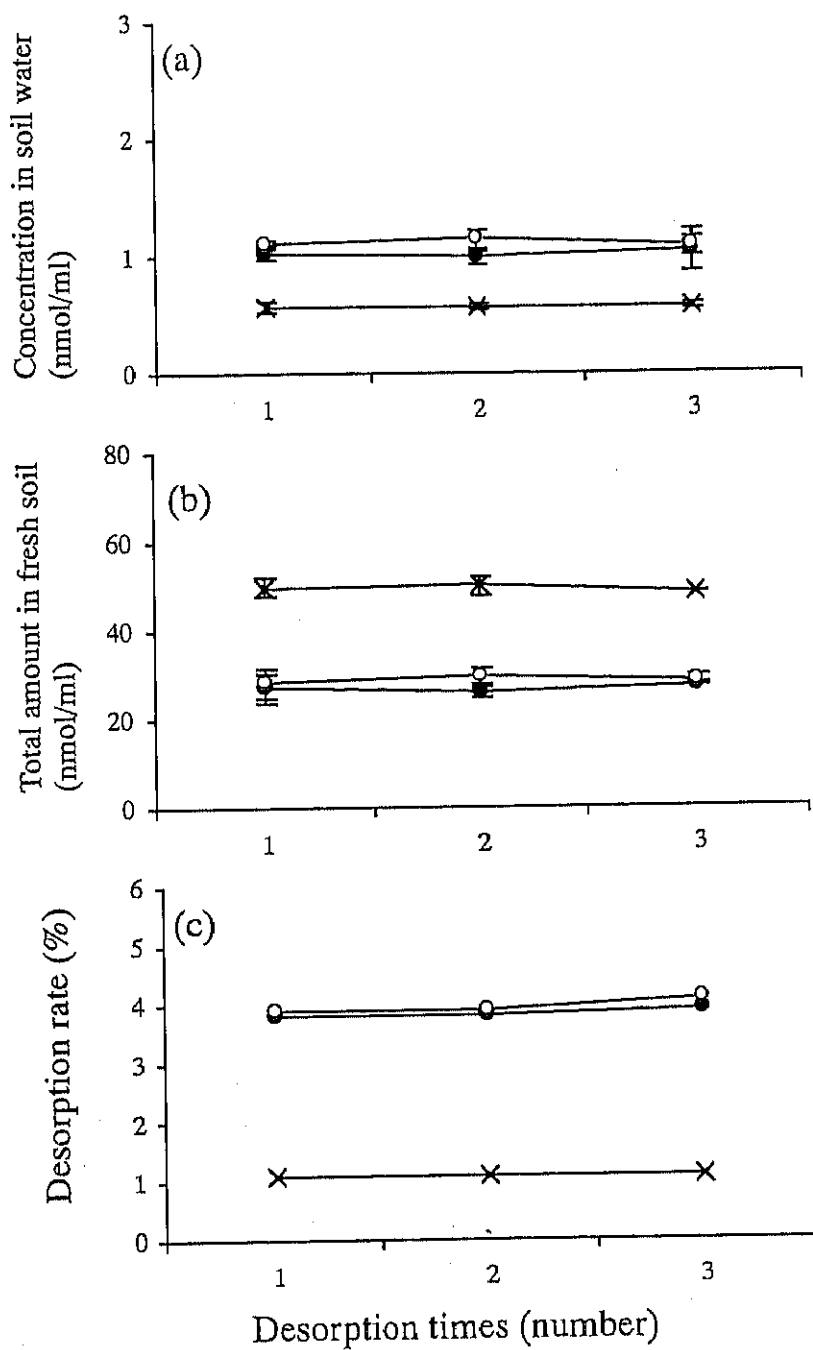 Concentration in soil water
(nmol/ml)
(a)
3
2
1
0
1 2 3
Total amount in fresh soil
(nmol/ml)
(b)
80
60
40
20
0
1 2 3
Desorption rate (%)
(c)
6
5
4
3
2
1
0
1 2 3
Desorption times (number)